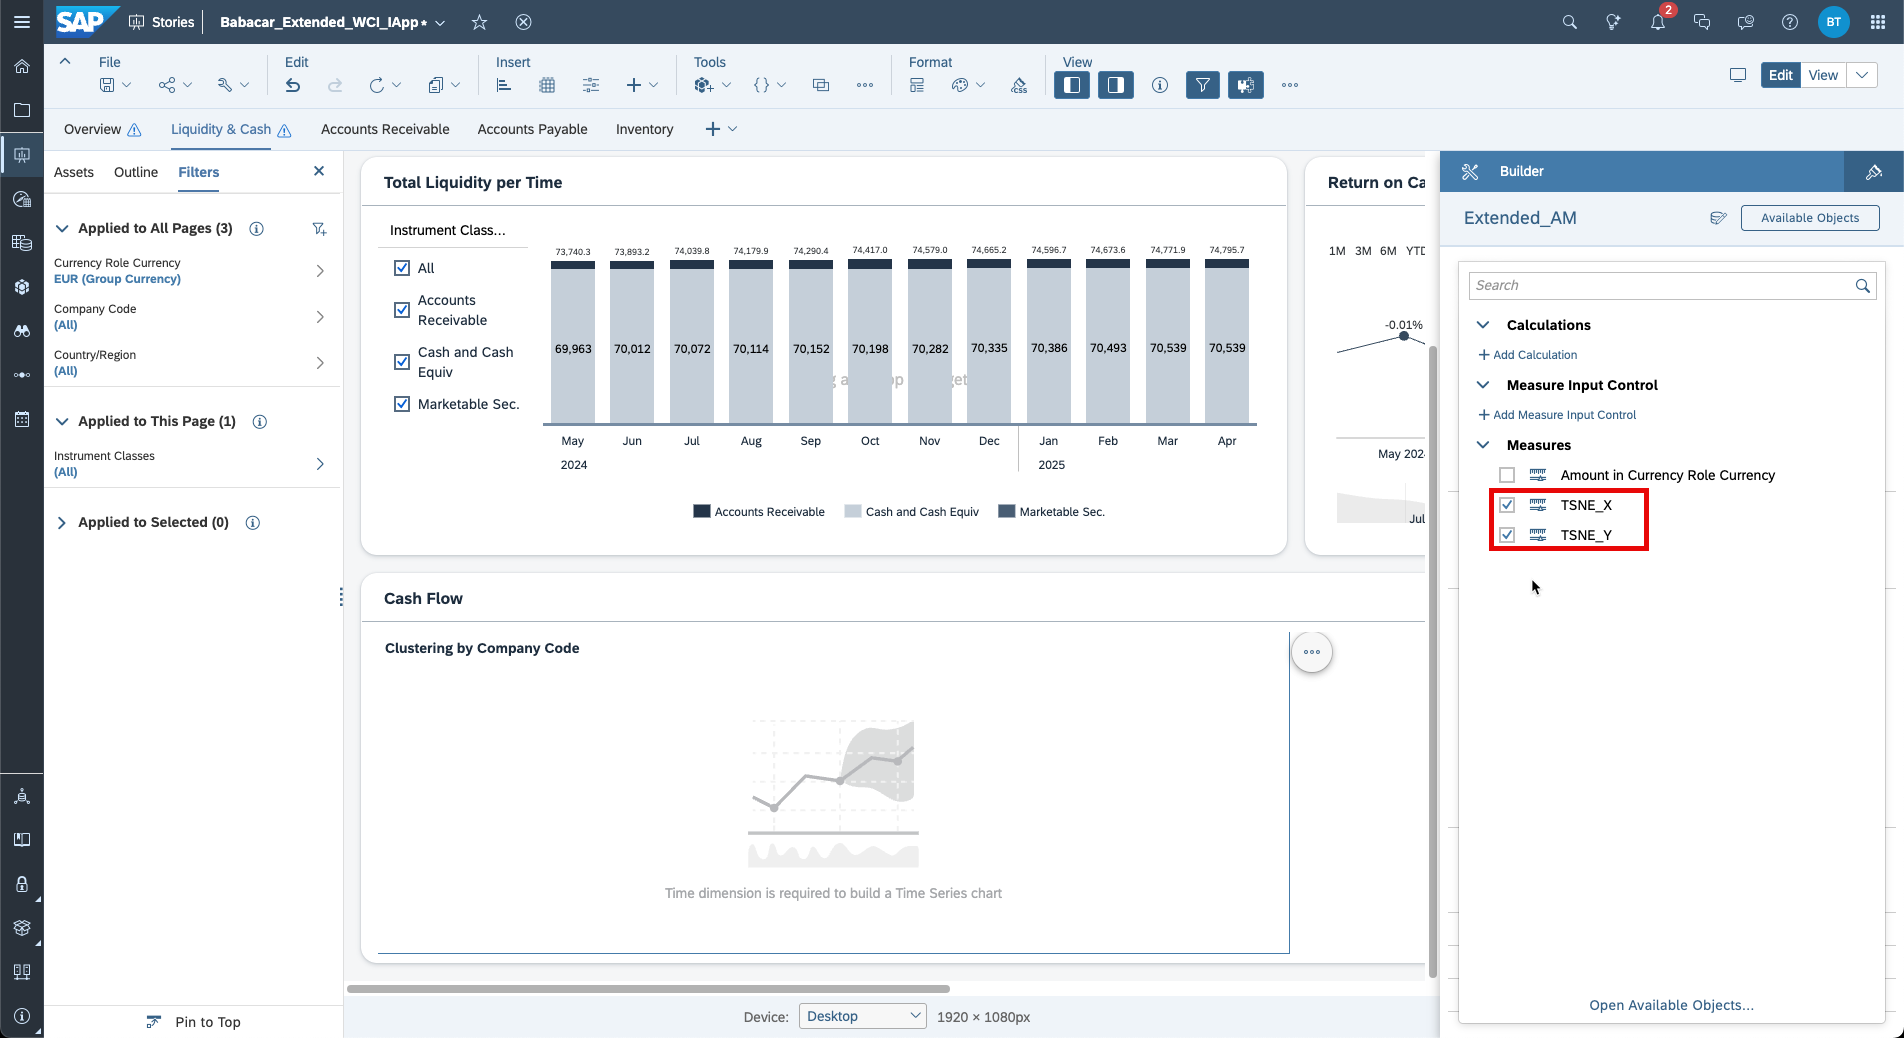 SAP Stories Babacar_Extended_WCI_IApp* 2 BT
File Edit Insert Tools Format View
CSS
Edit View
Overview Liquidity & Cash Accounts Receivable Accounts Payable Inventory
Assets Outline Filters
Applied to All Pages (3)
Currency Role Currency
EUR (Group Currency)
Company Code
(All)
Country/Region
(All)
Applied to This Page (1)
Instrument Classes
(All)
Applied to Selected (0)
Pin to Top
Total Liquidity per Time
Instrument Class...
All
Accounts
Receivable
Cash and Cash
Equiv
Marketable Sec.
73,740.3 73,893.2 74,039.8 74,179.9 74,290.4 74,417.0 74,579.0 74,665.2 74,596.7 74,673.6 74,771.9 74,795.7
69,963 70,012 70,072 70,114 70,152 70,198 70,282 70,335 70,386 70,493 70,539 70,539
May Jun Jul Aug Sep Oct Nov Dec Jan Feb Mar Apr
2024 2025
Accounts Receivable Cash and Cash Equiv Marketable Sec.
Return on Ca
1M 3M 6M YTD
-0.01%
May 202
Jul
Cash Flow
Clustering by Company Code
Time dimension is required to build a Time Series chart
Device: Desktop 1920 × 1080px
Builder
Extended_AM Available Objects
Search
Calculations
+ Add Calculation
Measure Input Control
+ Add Measure Input Control
Measures
Amount in Currency Role Currency
TSNE_X
TSNE_Y
Open Available Objects...